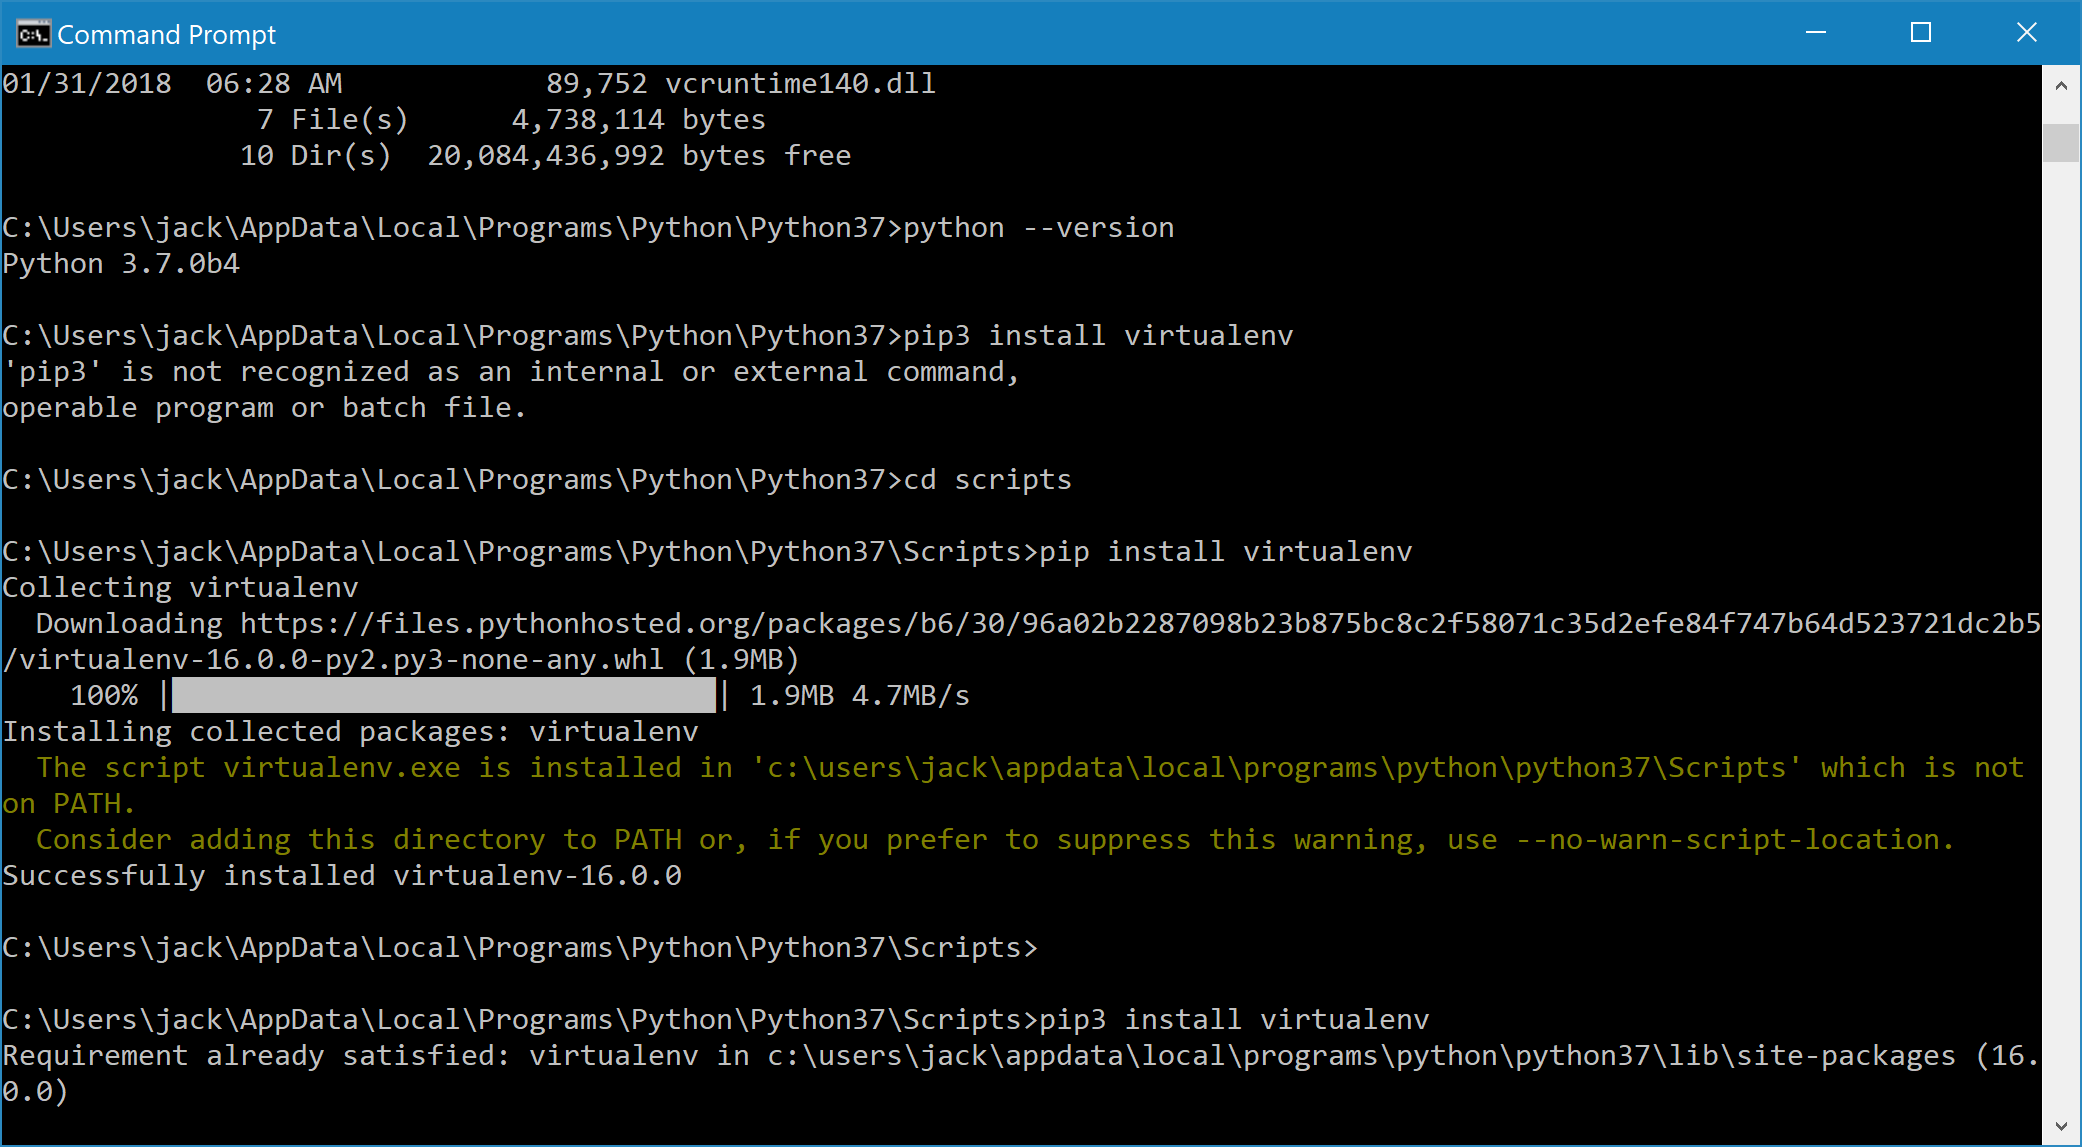 Command Prompt
01/31/2018  06:28 AM            89,752 vcruntime140.dll
               7 File(s)      4,738,114 bytes
              10 Dir(s)  20,084,436,992 bytes free
C:\Users\jack\AppData\Local\Programs\Python\Python37>python --version
Python 3.7.0b4
C:\Users\jack\AppData\Local\Programs\Python\Python37>pip3 install virtualenv
'pip3' is not recognized as an internal or external command,
operable program or batch file.
C:\Users\jack\AppData\Local\Programs\Python\Python37>cd scripts
C:\Users\jack\AppData\Local\Programs\Python\Python37\Scripts>pip install virtualenv
Collecting virtualenv
  Downloading https://files.pythonhosted.org/packages/b6/30/96a02b2287098b23b875bc8c2f58071c35d2efe84f747b64d523721dc2b5
/virtualenv-16.0.0-py2.py3-none-any.whl (1.9MB)
    100% |████████████████████████████████| 1.9MB 4.7MB/s
Installing collected packages: virtualenv
  The script virtualenv.exe is installed in 'c:\users\jack\appdata\local\programs\python\python37\Scripts' which is not
on PATH.
  Consider adding this directory to PATH or, if you prefer to suppress this warning, use --no-warn-script-location.
Successfully installed virtualenv-16.0.0
C:\Users\jack\AppData\Local\Programs\Python\Python37\Scripts>
C:\Users\jack\AppData\Local\Programs\Python\Python37\Scripts>pip3 install virtualenv
Requirement already satisfied: virtualenv in c:\users\jack\appdata\local\programs\python\python37\lib\site-packages (16.
0.0)